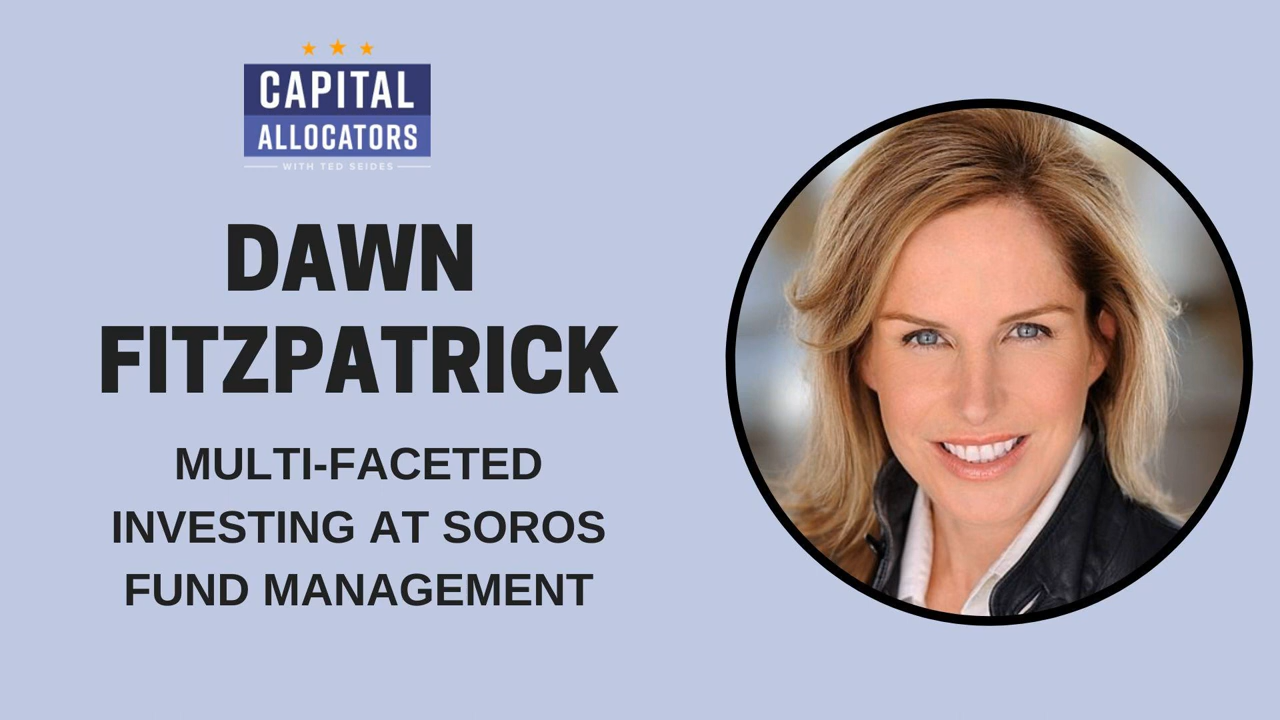 CAPITAL
ALLOCATORS
WITH TED SEIDES
DAWN
FITZPATRICK
MULTI-FACETED
INVESTING AT SOROS
FUND MANAGEMENT